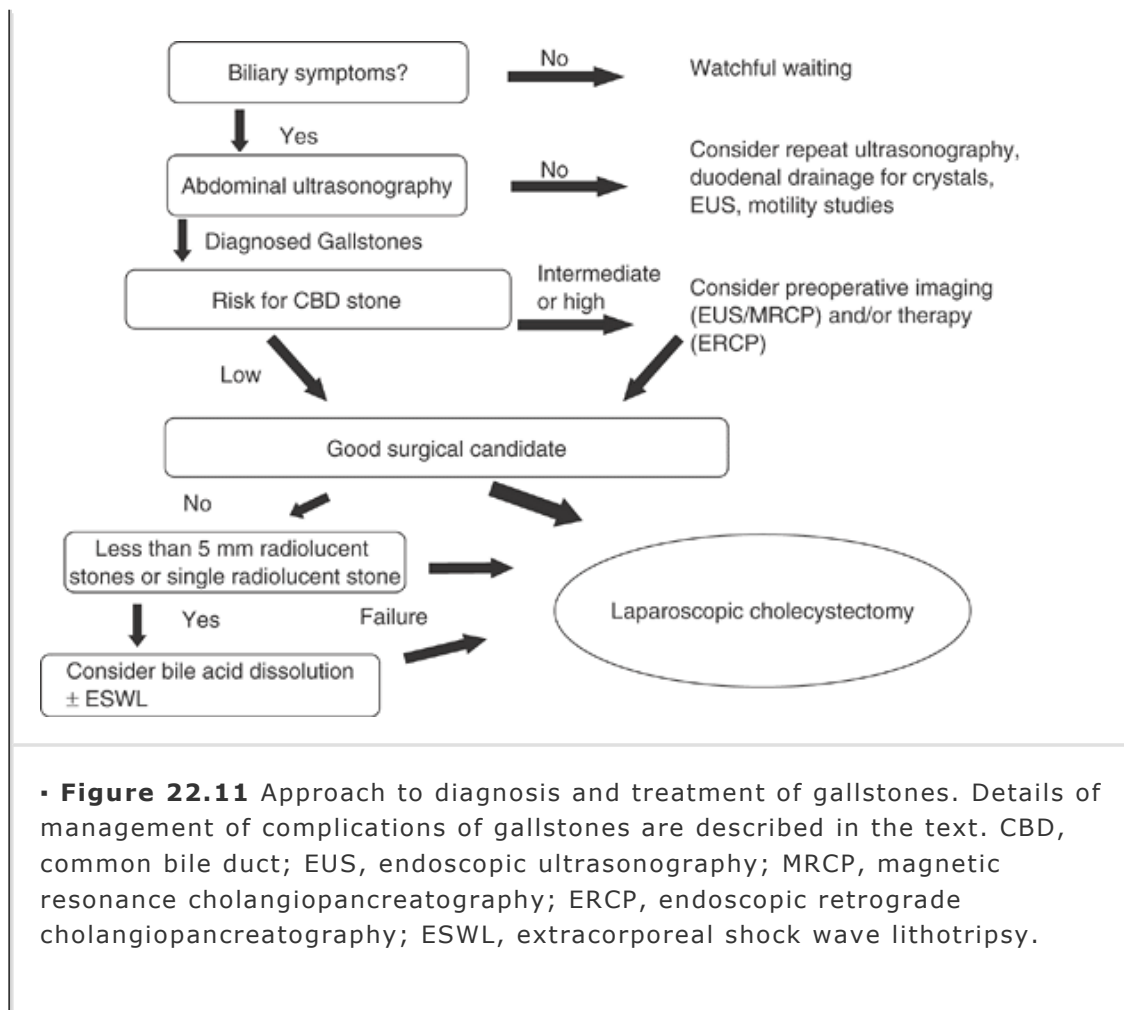 Biliary symptoms?
No
Watchful waiting
Yes
Abdominal ultrasonography
No
Consider repeat ultrasonography,
duodenal drainage for crystals,
EUS, motility studies
Diagnosed Gallstones
Risk for CBD stone
Intermediate
or high
Consider preoperative imaging
(EUS/MRCP) and/or therapy
(ERCP)
Low
Good surgical candidate
No
Less than 5 mm radiolucent
stones or single radiolucent stone
Laparoscopic cholecystectomy
Yes
Failure
Consider bile acid dissolution
± ESWL
▪ Figure 22.11 Approach to diagnosis and treatment of gallstones. Details of
management of complications of gallstones are described in the text. CBD,
common bile duct; EUS, endoscopic ultrasonography; MRCP, magnetic
resonance cholangiopancreatography; ERCP, endoscopic retrograde
cholangiopancreatography; ESWL, extracorporeal shock wave lithotripsy.